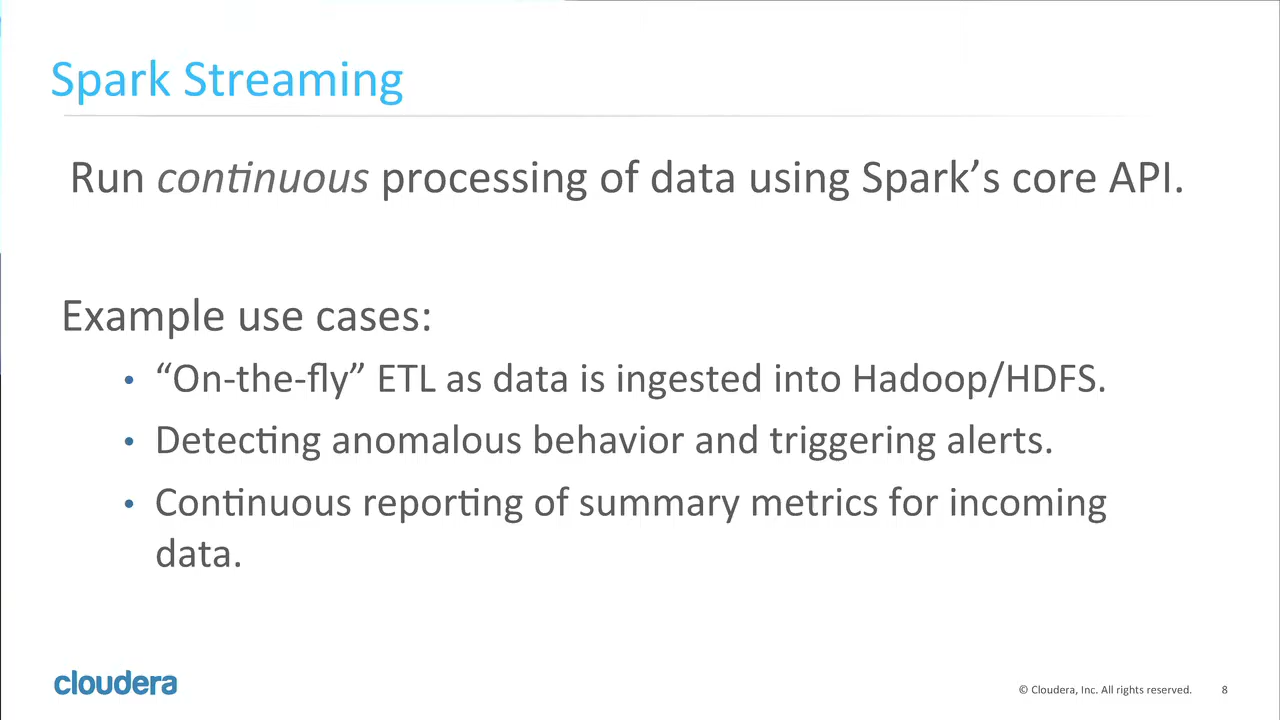 Spark Streaming
Run continuous processing of data using Spark’s core API.
Example use cases:
• “On-the-fly” ETL as data is ingested into Hadoop/HDFS.
• Detecting anomalous behavior and triggering alerts.
• Continuous reporting of summary metrics for incoming
data.
cloudera
© Cloudera, Inc. All rights reserved. 8